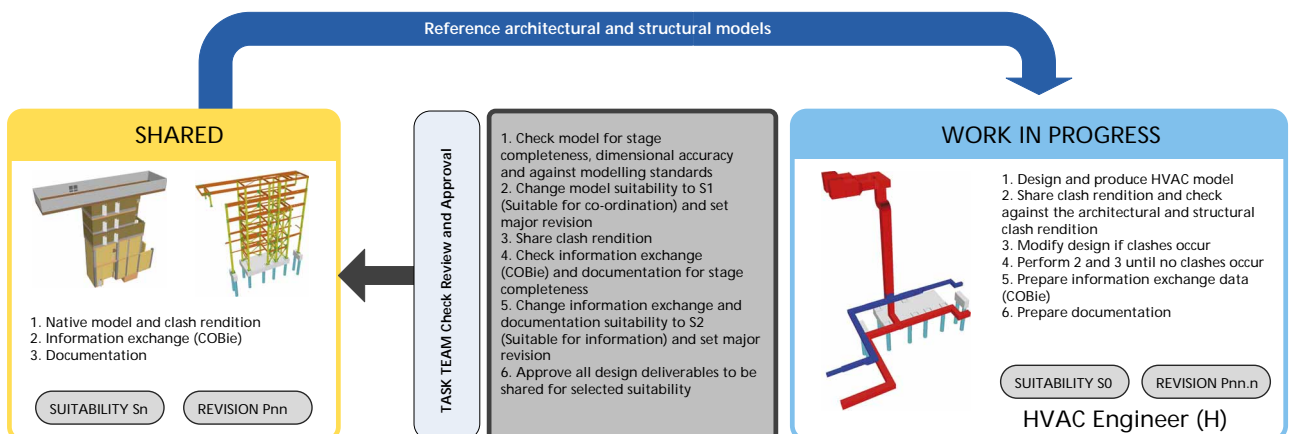 Reference architectural and structural models
SHARED
1. Native model and clash rendition
2. Information exchange (COBie)
3. Documentation
SUITABILITY Sn
REVISION Pnn
TASK TEAM Check Review and Approval
1. Check model for stage
completeness, dimensional accuracy
and against modelling standards
2. Change model suitability to S1
(Suitable for co-ordination) and set
major revision
3. Share clash rendition
4. Check information exchange
(COBie) and documentation for stage
completeness
5. Change information exchange and
documentation suitability to S2
(Suitable for information) and set major
revision
6. Approve all design deliverables to be
shared for selected suitability
WORK IN PROGRESS
1. Design and produce HVAC model
2. Share clash rendition and check
against the architectural and structural
clash rendition
3. Modify design if clashes occur
4. Perform 2 and 3 until no clashes occur
5. Prepare information exchange data
(COBie)
6. Prepare documentation
SUITABILITY S0
REVISION Pnn.n
HVAC Engineer (H)